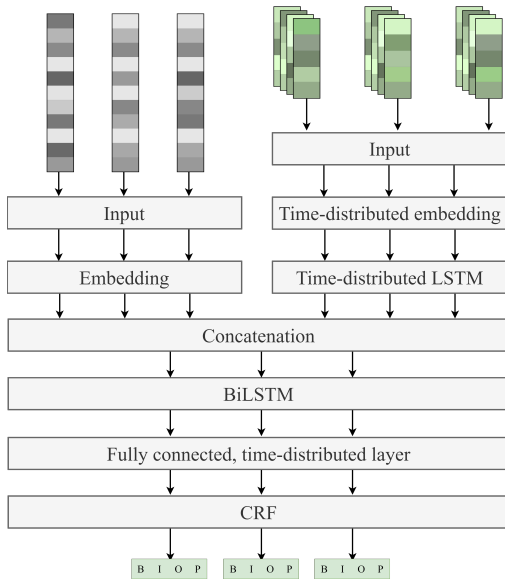 Input
Input
Time-distributed embedding
Embedding
Time-distributed LSTM
Concatenation
BiLSTM
Fully connected, time-distributed layer
CRF
B I O P
B I O P
B I O P